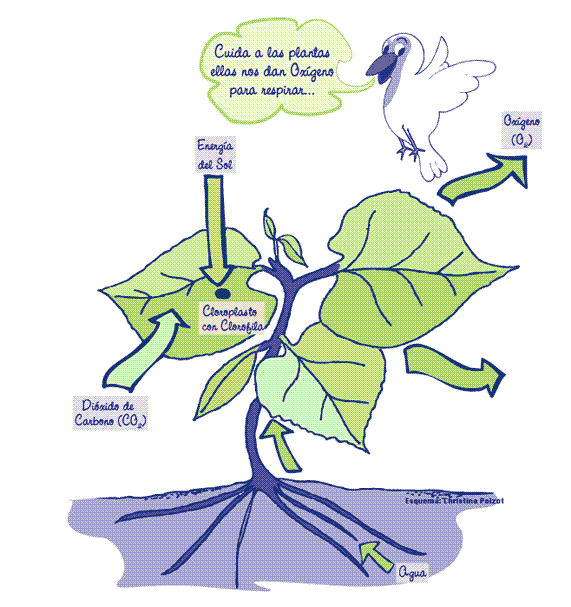 Cuida a las plantas
ellas nos dan Oxígeno
para respirar...
Oxígeno
(O₂)
Energía
del Sol
Cloroplasto
con Clorofila
Dióxido de
Carbono (CO₂)
Esquema: Christina Polzot
Agua